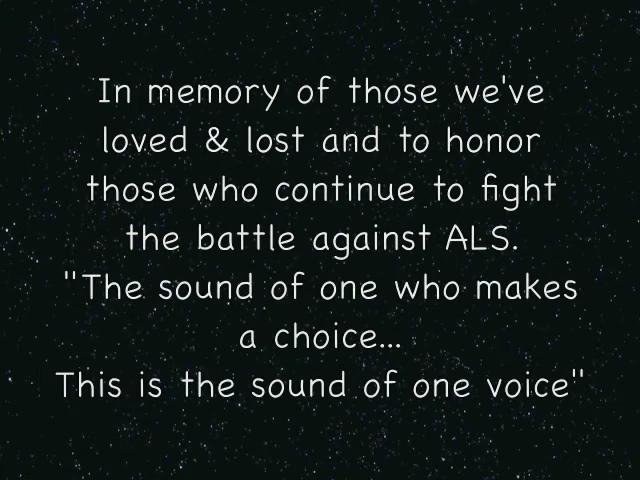 In memory of those we've
loved & lost and to honor
those who continue to fight
the battle against ALS.
"The sound of one who makes
a choice...
This is the sound of one voice"